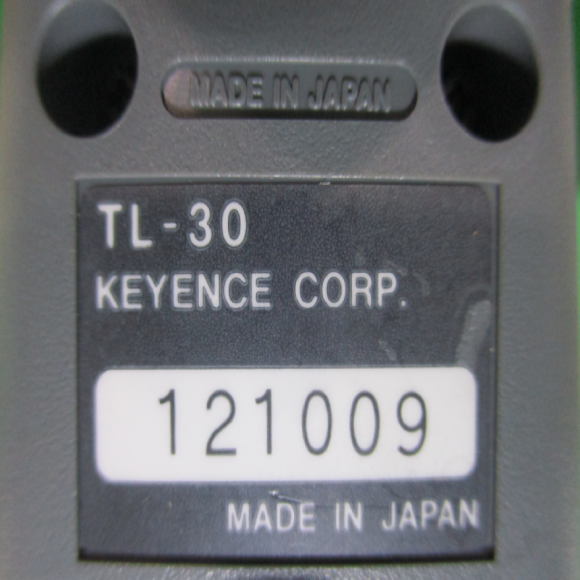 MADE IN JAPAN
TL-30
KEYENCE CORP.
121009
MADE IN JAPAN